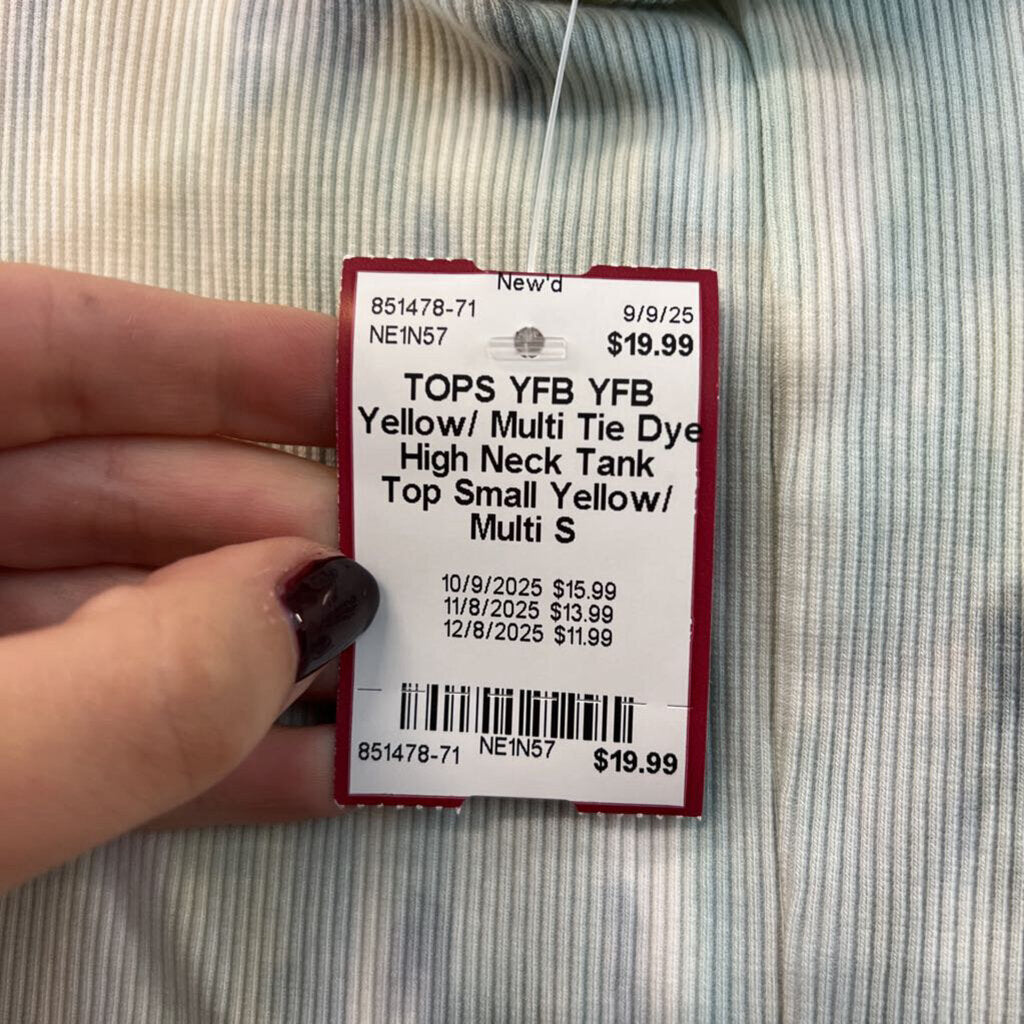 New'd
851478-71 9/9/25
NE1N57 $19.99
TOPS YFB YFB
Yellow/ Multi Tie Dye
High Neck Tank
Top Small Yellow/
Multi S
10/9/2025 $15.99
11/8/2025 $13.99
12/8/2025 $11.99
851478-71 NE1N57 $19.99